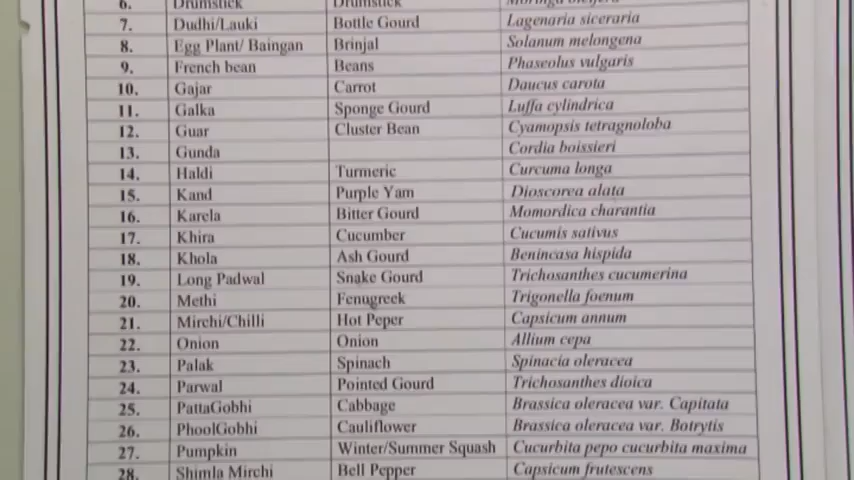 6. Drumstick Drumstick Moringa oleifera
7. Dudhi/Lauki Bottle Gourd Lagenaria siceraria
8. Egg Plant/ Baingan Brinjal Solanum melongena
9. French bean Beans Phaseolus vulgaris
10. Gajar Carrot Daucus carota
11. Galka Sponge Gourd Luffa cylindrica
12. Guar Cluster Bean Cyamopsis tetragnoloba
13. Gunda Cordia boissieri
14. Haldi Turmeric Curcuma longa
15. Kand Purple Yam Dioscorea alata
16. Karela Bitter Gourd Momordica charantia
17. Khira Cucumber Cucumis sativus
18. Khola Ash Gourd Benincasa hispida
19. Long Padwal Snake Gourd Trichosanthes cucumerina
20. Methi Fenugreek Trigonella foenum
21. Mirchi/Chilli Hot Peper Capsicum annum
22. Onion Onion Allium cepa
23. Palak Spinach Spinacia oleracea
24. Parwal Pointed Gourd Trichosanthes dioica
25. PattaGobhi Cabbage Brassica oleracea var. Capitata
26. PhoolGobhi Cauliflower Brassica oleracea var. Botrytis
27. Pumpkin Winter/Summer Squash Cucurbita pepo cucurbita maxima
28. Shimla Mirchi Bell Pepper Capsicum frutescens